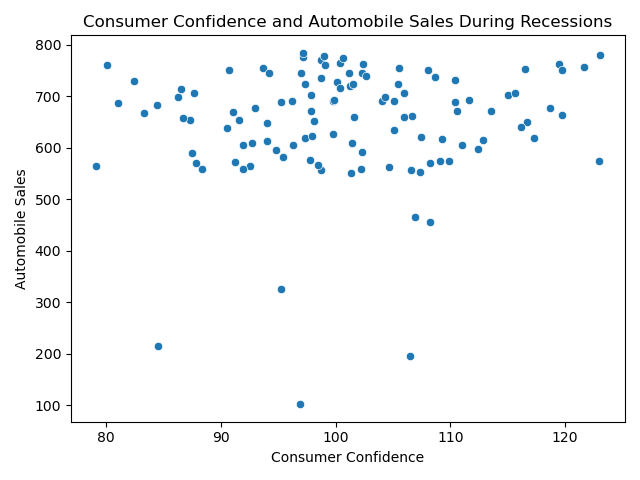 Consumer Confidence and Automobile Sales During Recessions
800
700
600
500
400
300
200
100
Automobile Sales
80 90 100 110 120
Consumer Confidence